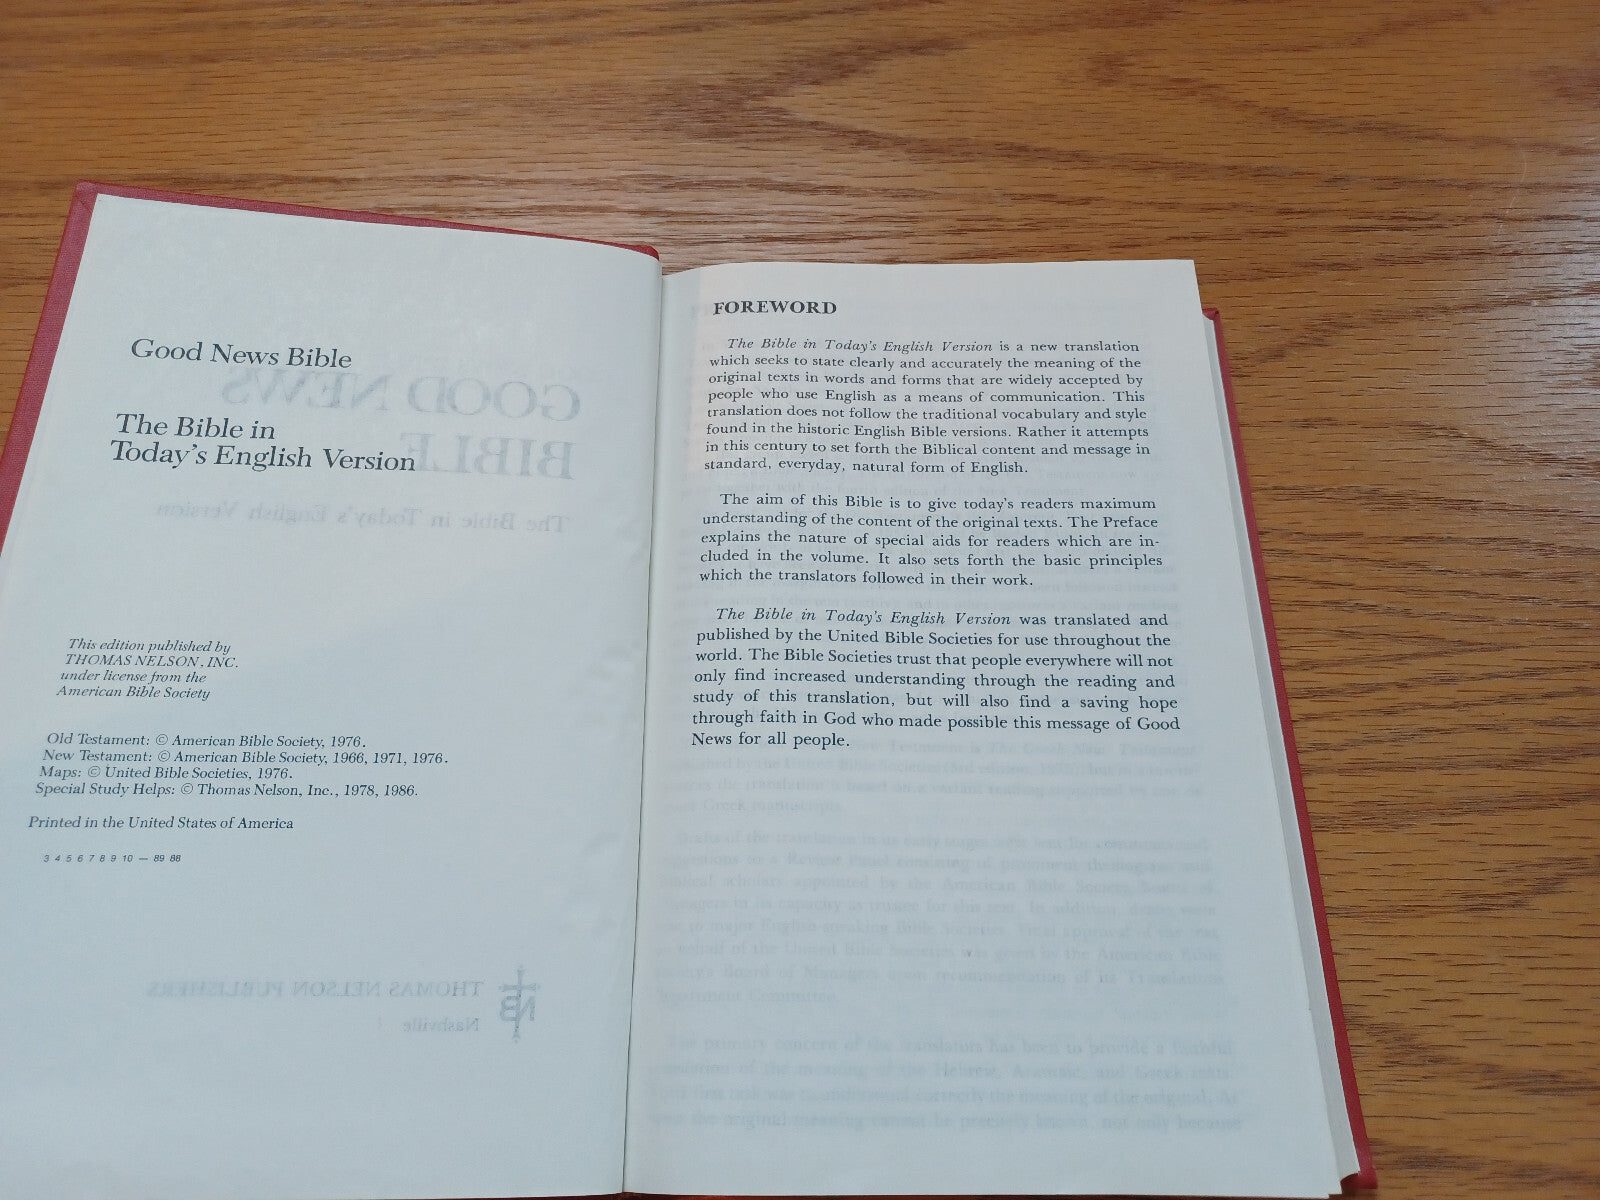 Good News Bible
The Bible in
Today's English Version
This edition published by
THOMAS NELSON, INC.
under license from the
American Bible Society
Old Testament: © American Bible Society, 1976.
New Testament: © American Bible Society, 1966, 1971, 1976.
Maps: © United Bible Societies, 1976.
Special Study Helps: © Thomas Nelson, Inc., 1978, 1986.
Printed in the United States of America
3 4 5 6 7 8 9 10 — 89 88
GOOD NEWS
BIBLE
The Bible in Today's English Version
THOMAS NELSON PUBLISHERS
Nashville
FOREWORD
The Bible in Today's English Version is a new translation
which seeks to state clearly and accurately the meaning of the
original texts in words and forms that are widely accepted by
people who use English as a means of communication. This
translation does not follow the traditional vocabulary and style
found in the historic English Bible versions. Rather it attempts
in this century to set forth the Biblical content and message in
standard, everyday, natural form of English.
The aim of this Bible is to give today's readers maximum
understanding of the content of the original texts. The Preface
explains the nature of special aids for readers which are in-
cluded in the volume. It also sets forth the basic principles
which the translators followed in their work.
The Bible in Today's English Version was translated and
published by the United Bible Societies for use throughout the
world. The Bible Societies trust that people everywhere will not
only find increased understanding through the reading and
study of this translation, but will also find a saving hope
through faith in God who made possible this message of Good
News for all people.